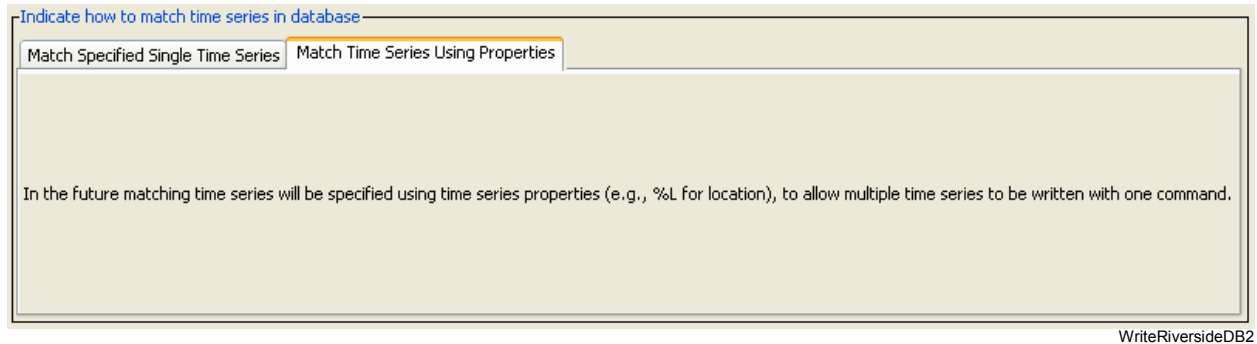 Indicate how to match time series in database
Match Specified Single Time Series Match Time Series Using Properties
In the future matching time series will be specified using time series properties (e.g., %L for location), to allow multiple time series to be written with one command.
WriteRiversideDB2